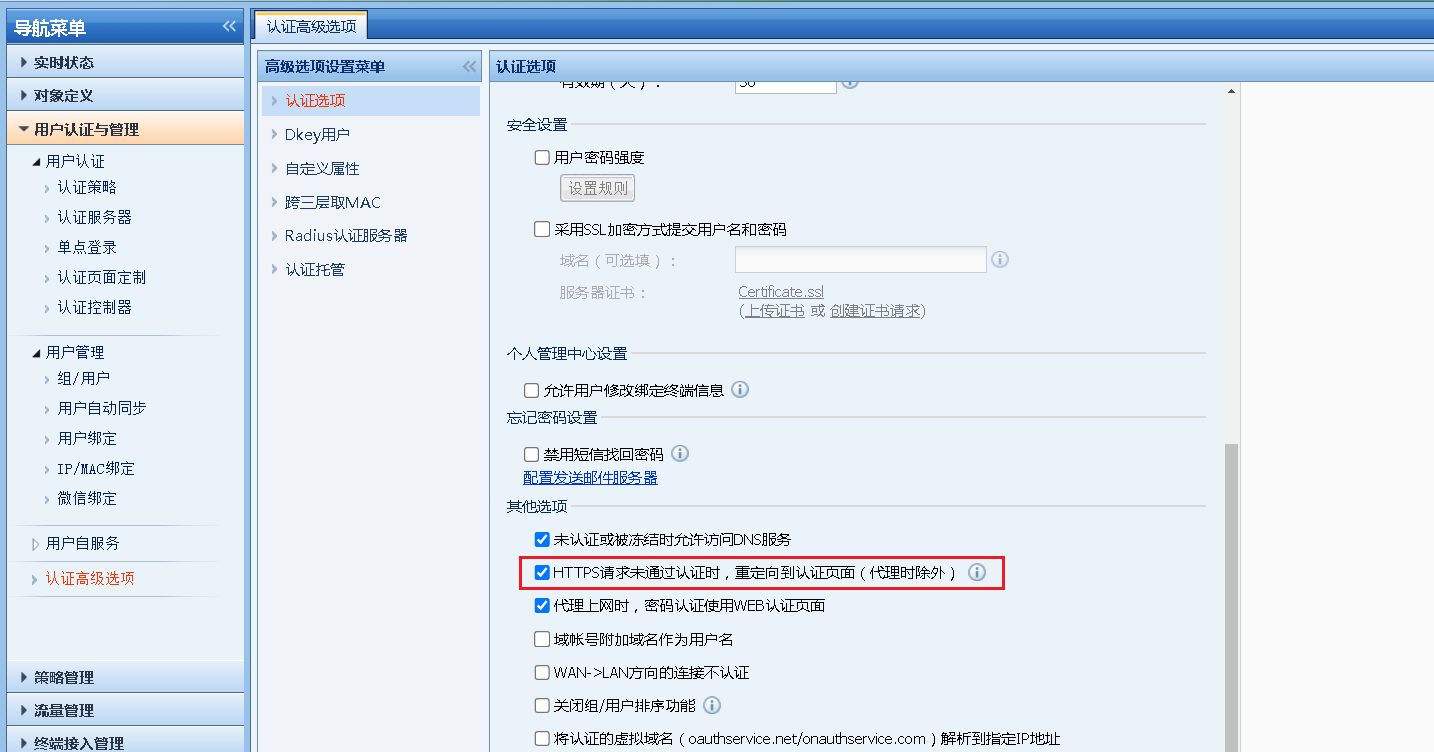 导航菜单
实时状态
对象定义
用户认证与管理
用户认证
认证策略
认证服务器
单点登录
认证页面定制
认证控制器
用户管理
组/用户
用户自动同步
用户绑定
IP/MAC绑定
微信绑定
用户自服务
认证高级选项
策略管理
流量管理
终端接入管理
认证高级选项
高级选项设置菜单
认证选项
Dkey用户
自定义属性
跨三层取MAC
Radius认证服务器
认证托管
认证选项
有效期（天）：
安全设置
用户密码强度
设置规则
采用SSL加密方式提交用户名和密码
域名（可选填）：
服务器证书：
Certificate.ssl
(上传证书 或 创建证书请求)
个人管理中心设置
允许用户修改绑定终端信息
忘记密码设置
禁用短信找回密码
配置发送邮件服务器
其他选项
未认证或被冻结时允许访问DNS服务
HTTPS请求未通过认证时，重定向到认证页面（代理时除外）
代理上网时，密码认证使用WEB认证页面
域帐号附加域名作为用户名
WAN->LAN方向的连接不认证
关闭组/用户排序功能
将认证的虚拟域名（oauthservice.net/onauthservice.com）解析到指定IP地址